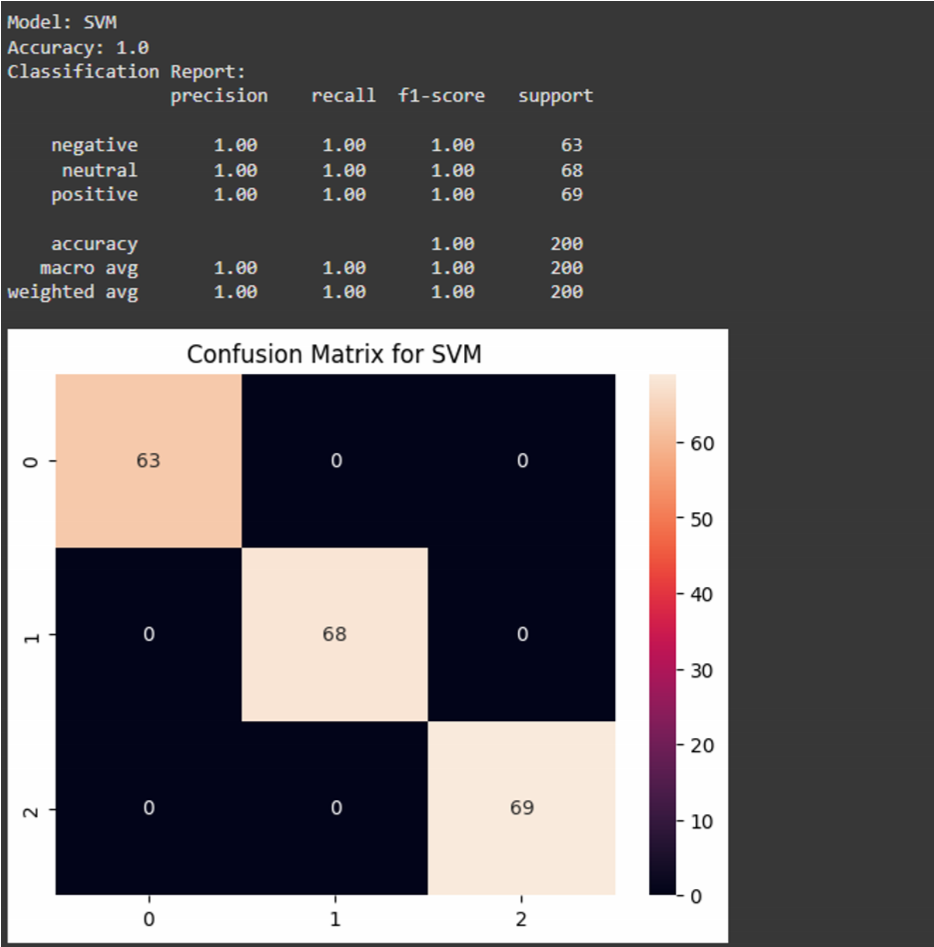 Model: SVM
Accuracy: 1.0
Classification Report:
precision recall f1-score support
negative 1.00 1.00 1.00 63
neutral 1.00 1.00 1.00 68
positive 1.00 1.00 1.00 69
accuracy 1.00 200
macro avg 1.00 1.00 1.00 200
weighted avg 1.00 1.00 1.00 200
Confusion Matrix for SVM
0 63 0 0
1 0 68 0
2 0 0 69
0 1 2
60
50
40
30
20
10
0